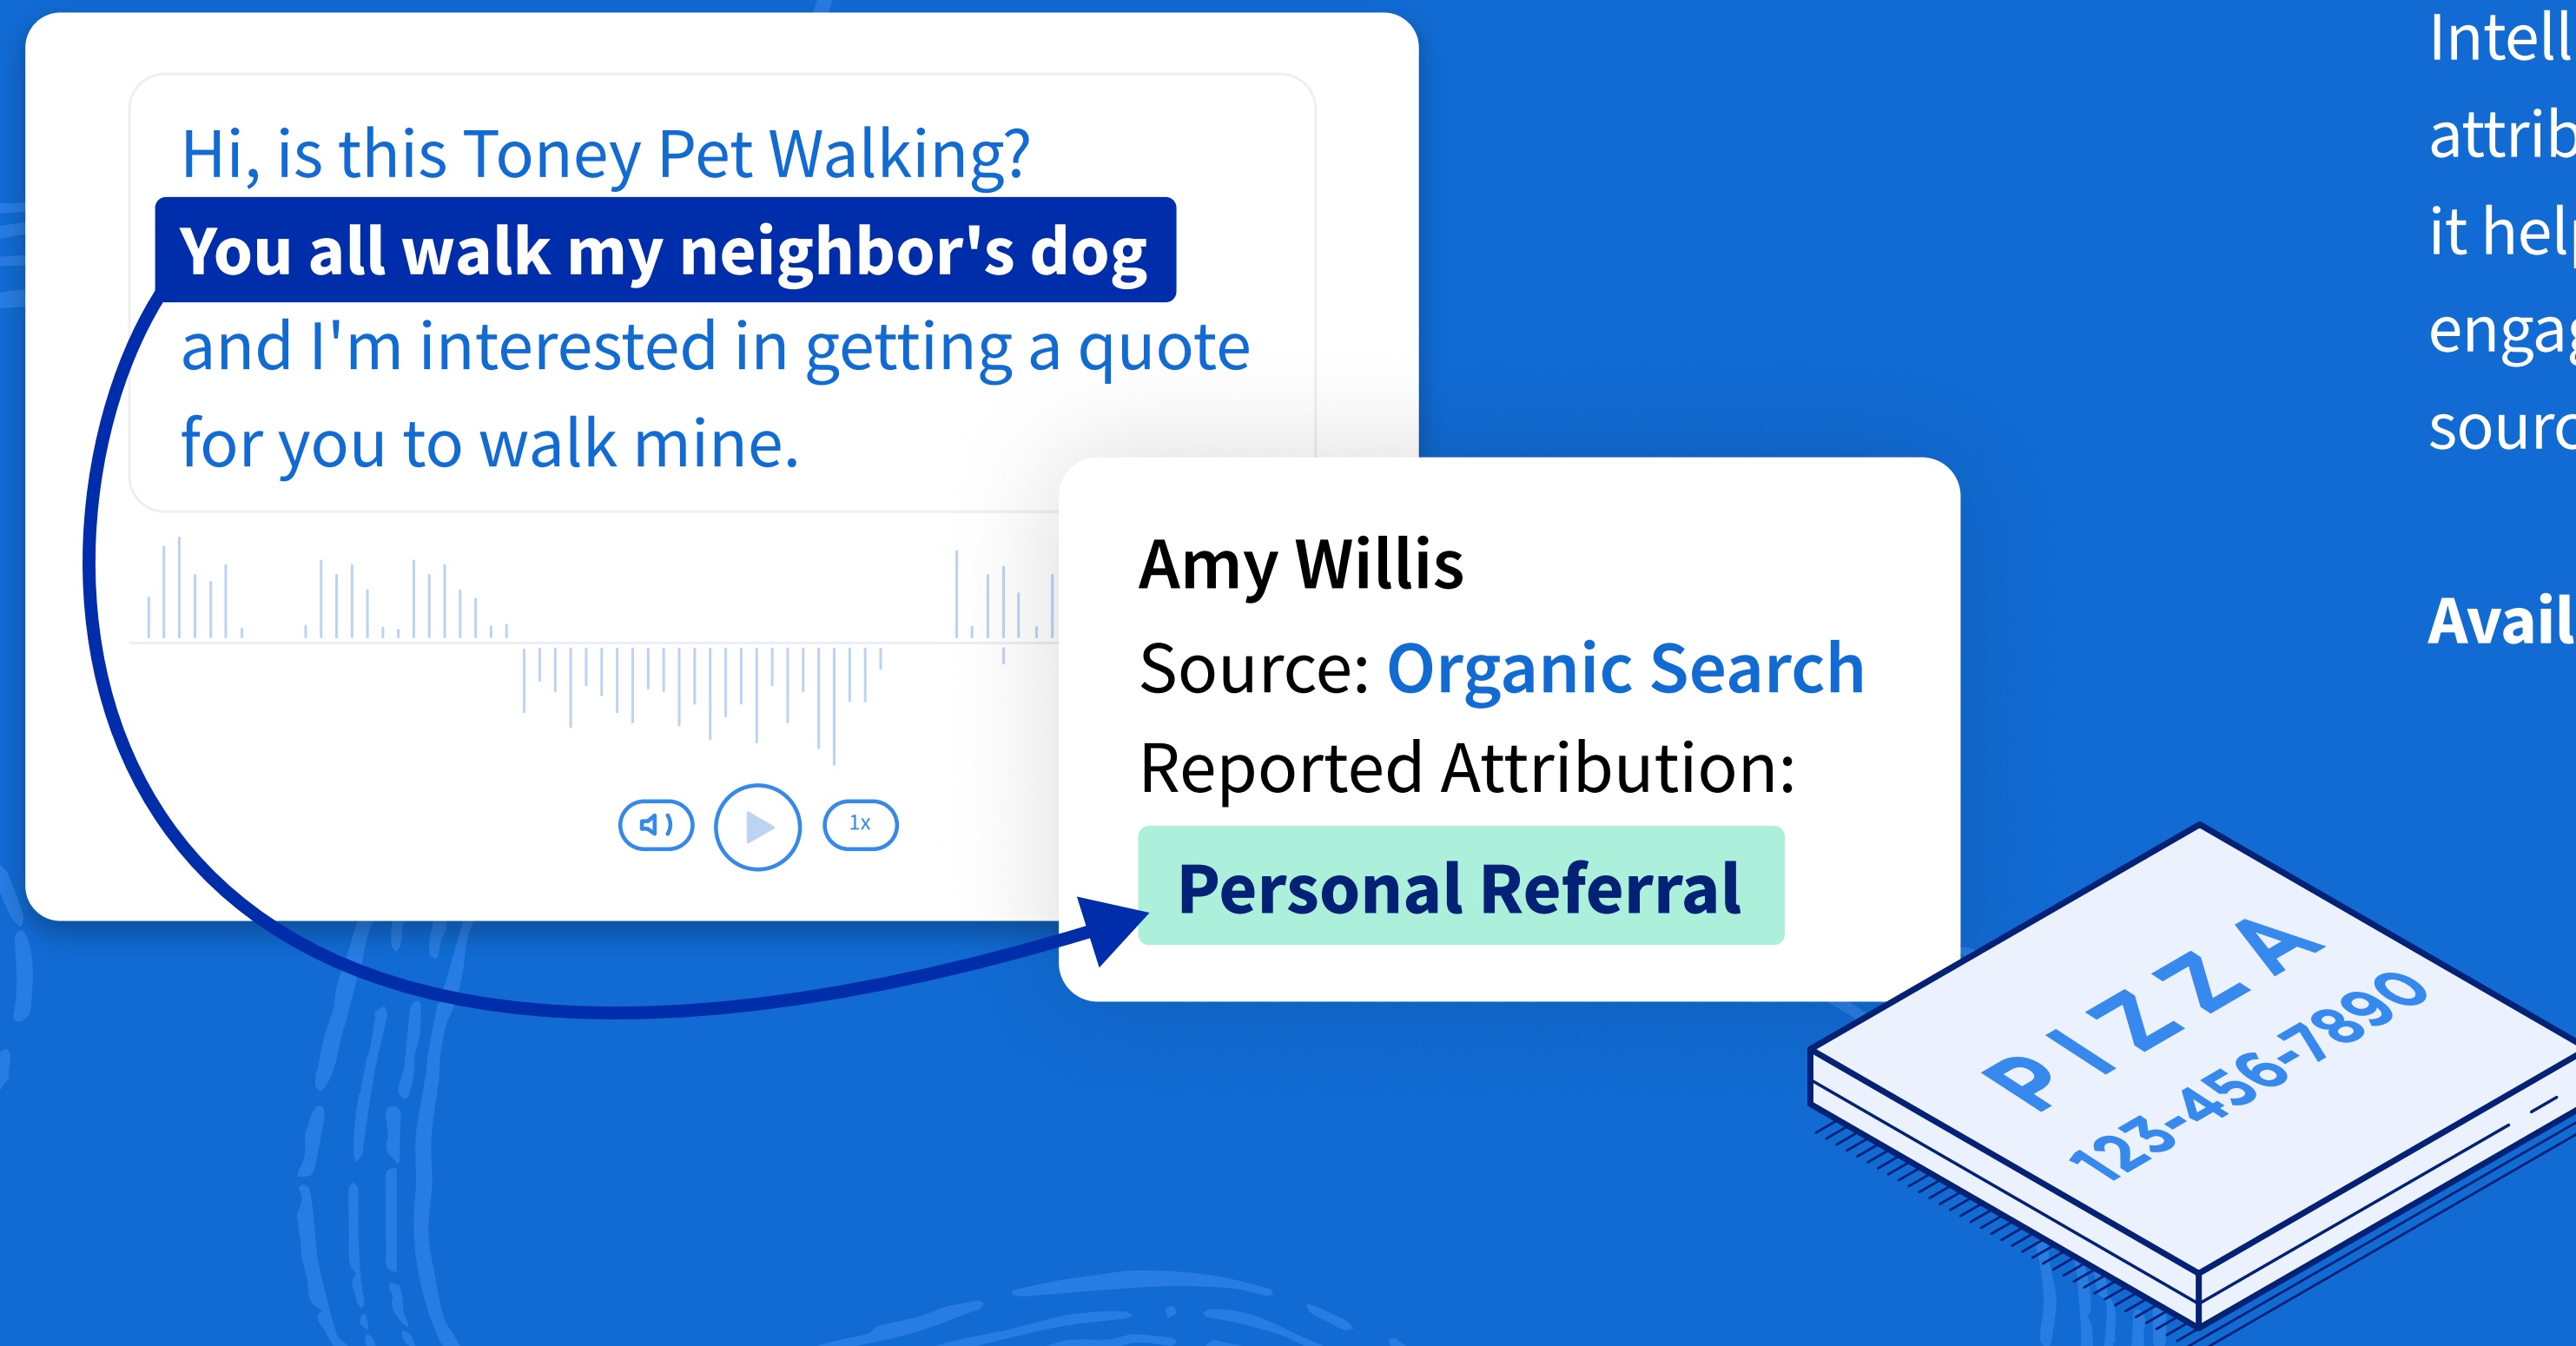 Hi, is this Toney Pet Walking?
You all walk my neighbor's dog
and I'm interested in getting a quote
for you to walk mine.
1x
Amy Willis
Source: Organic Search
Reported Attribution:
Personal Referral
PIZZA
123-456-7890
it